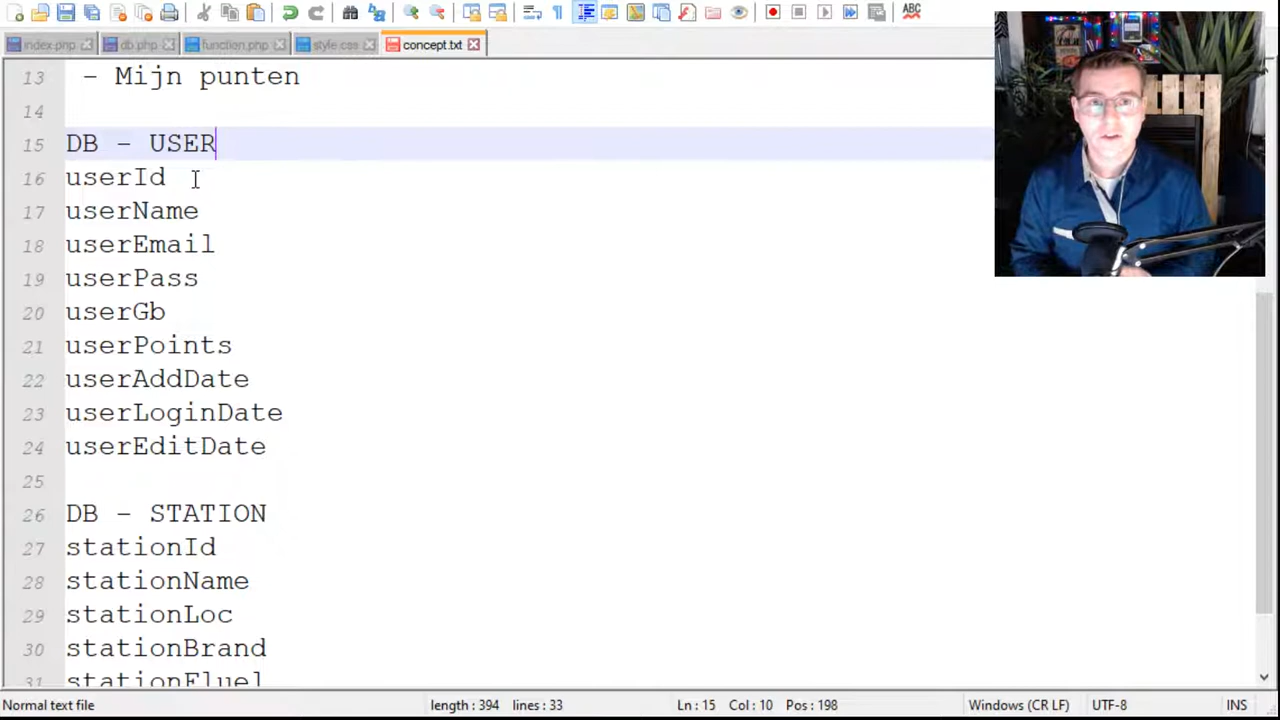 ABC
index.php
db.php
function.php
style.css
concept.txt
13 - Mijn punten
14
15 DB - USER
16 userId
17 userName
18 userEmail
19 userPass
20 userGb
21 userPoints
22 userAddDate
23 userLoginDate
24 userEditDate
25
26 DB - STATION
27 stationId
28 stationName
29 stationLoc
30 stationBrand
31 stationFluel
Normal text file
length : 394 lines : 33
Ln : 15 Col : 10 Pos : 198
Windows (CR LF)
UTF-8
INS